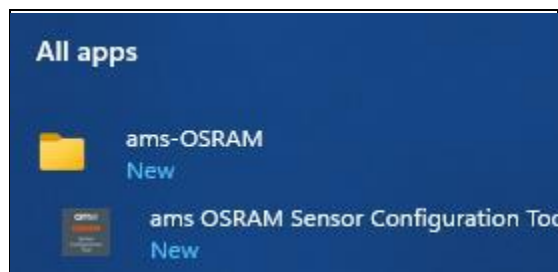 All apps
ams-OSRAM
New
ams OSRAM Sensor Configuration Too
New